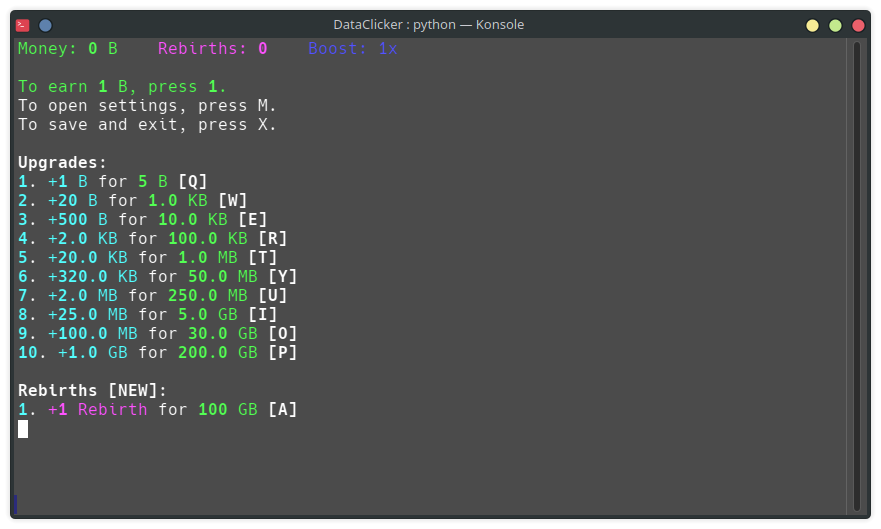 DataClicker : python — Konsole
Money: 0 B    Rebirths: 0    Boost: 1x
To earn 1 B, press 1.
To open settings, press M.
To save and exit, press X.
Upgrades:
1. +1 B for 5 B [Q]
2. +20 B for 1.0 KB [W]
3. +500 B for 10.0 KB [E]
4. +2.0 KB for 100.0 KB [R]
5. +20.0 KB for 1.0 MB [T]
6. +320.0 KB for 50.0 MB [Y]
7. +2.0 MB for 250.0 MB [U]
8. +25.0 MB for 5.0 GB [I]
9. +100.0 MB for 30.0 GB [O]
10. +1.0 GB for 200.0 GB [P]
Rebirths [NEW]:
1. +1 Rebirth for 100 GB [A]